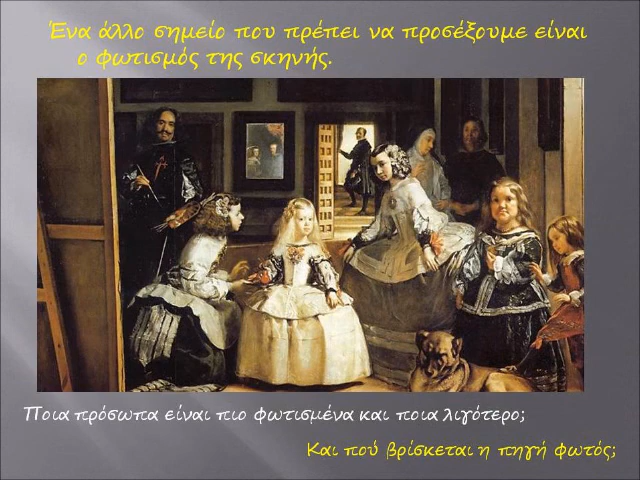 Ένα άλλο σημείο που πρέπει να προσέξουμε είναι
ο φωτισμός της σκηνής.
Ποια πρόσωπα είναι πιο φωτισμένα και ποια λιγότερο;
Και πού βρίσκεται η πηγή φωτός;